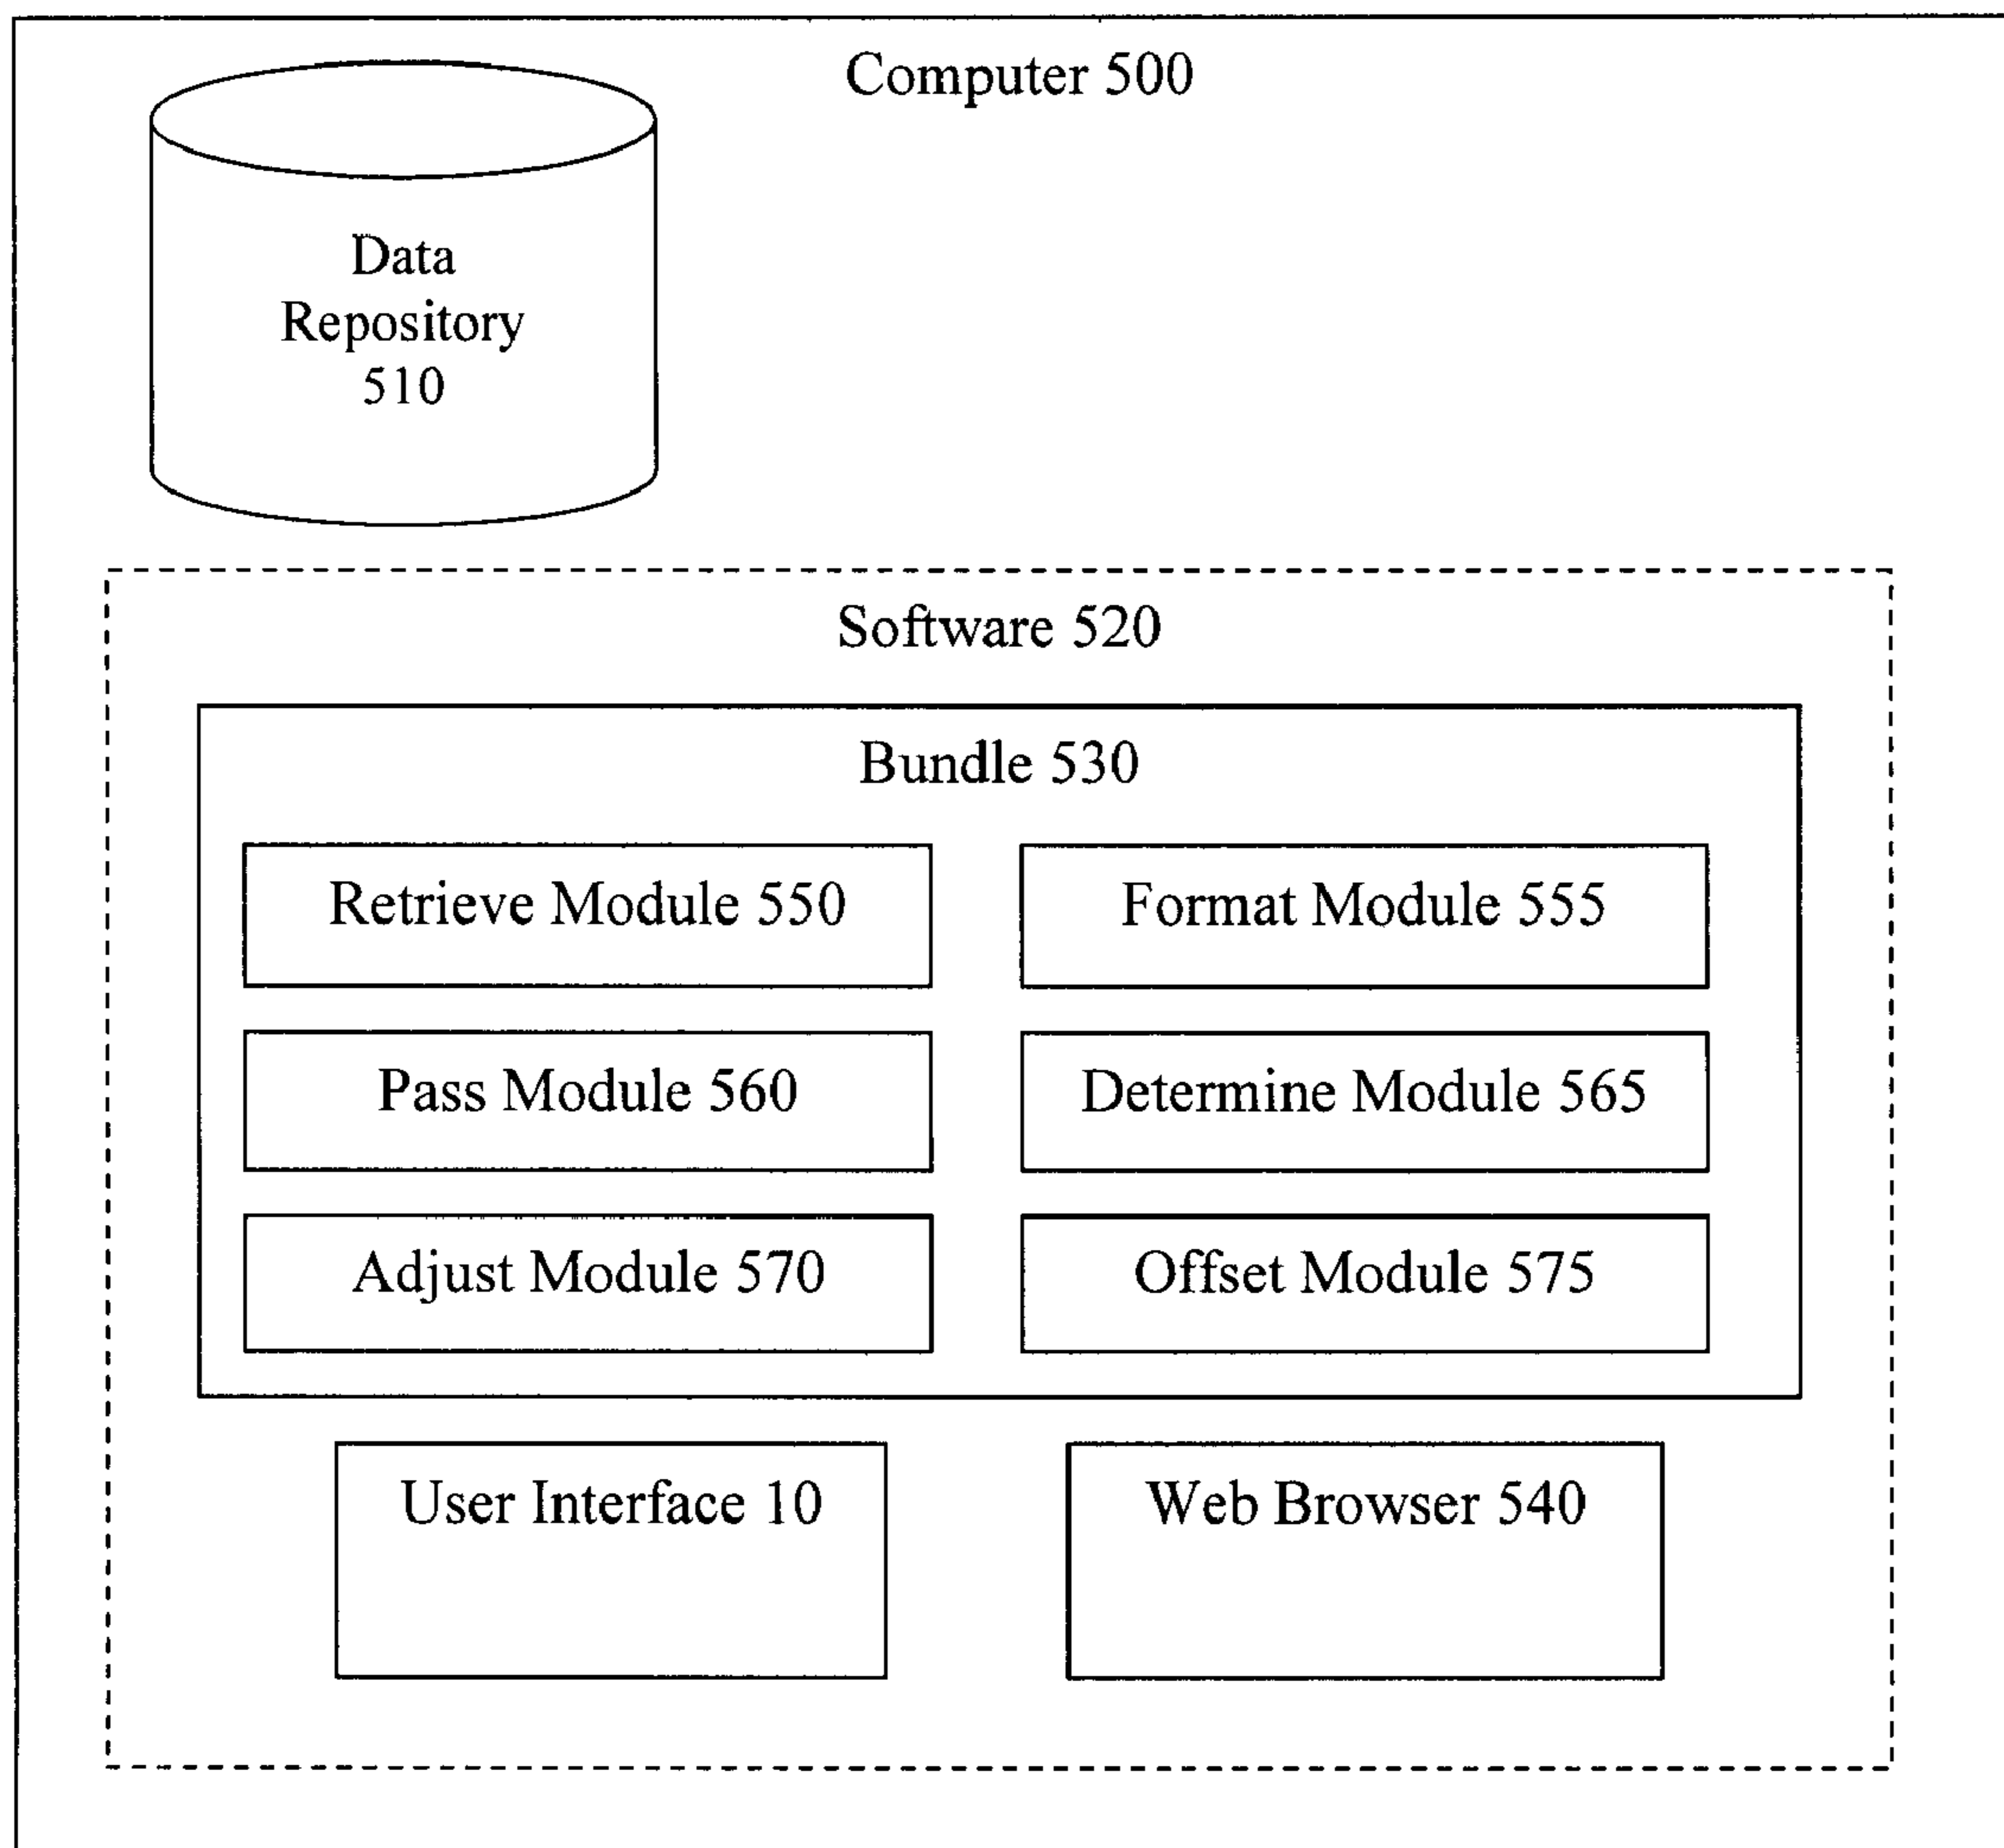 Computer 500
Data
Repository
510
Software 520
Bundle 530
Retrieve Module 550
Format Module 555
Pass Module 560
Determine Module 565
Adjust Module 570
Offset Module 575
User Interface 10
Web Browser 540